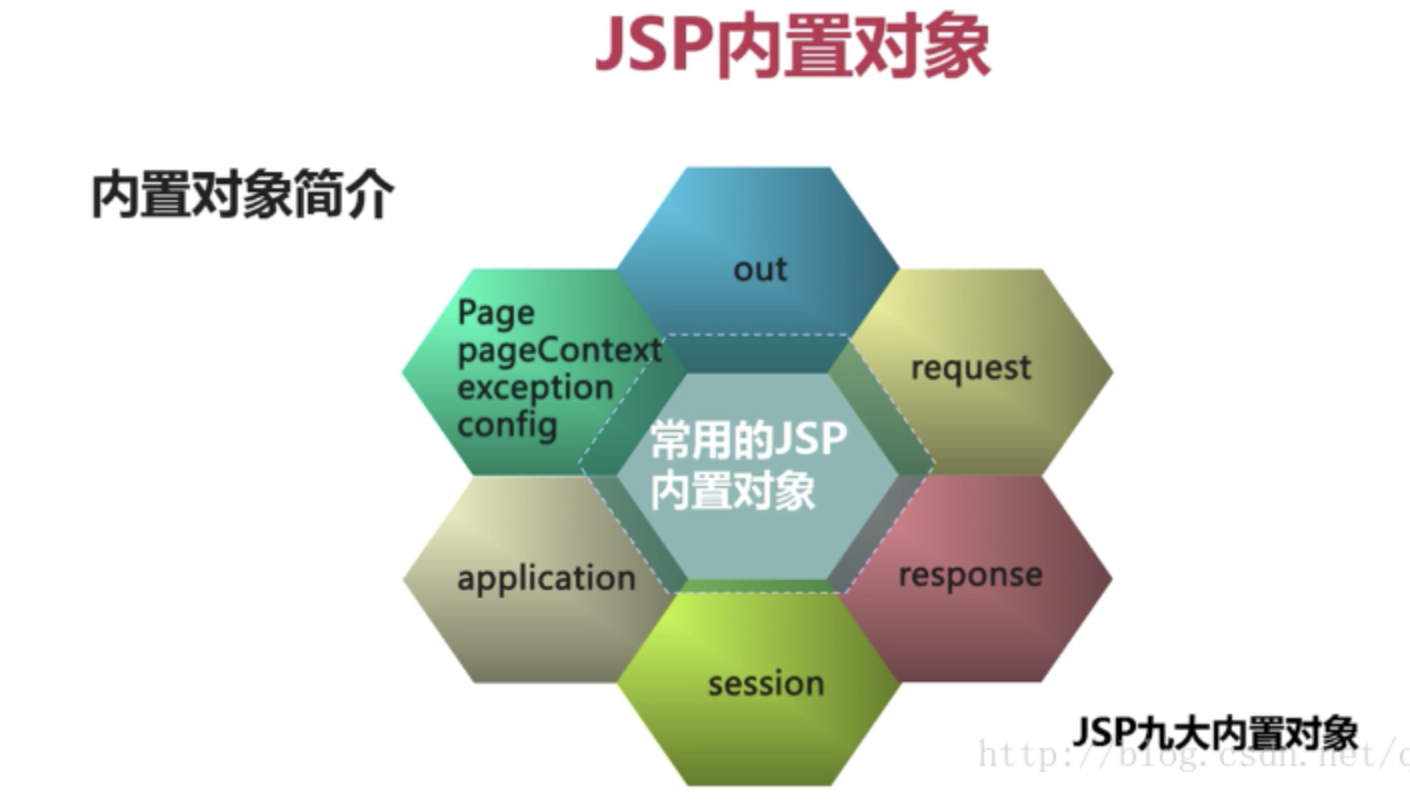 JSP内置对象
内置对象简介
out
Page
pageContext
exception
config
request
常用的JSP
内置对象
application
response
session
JSP九大内置对象
http://blog.csdn.net/